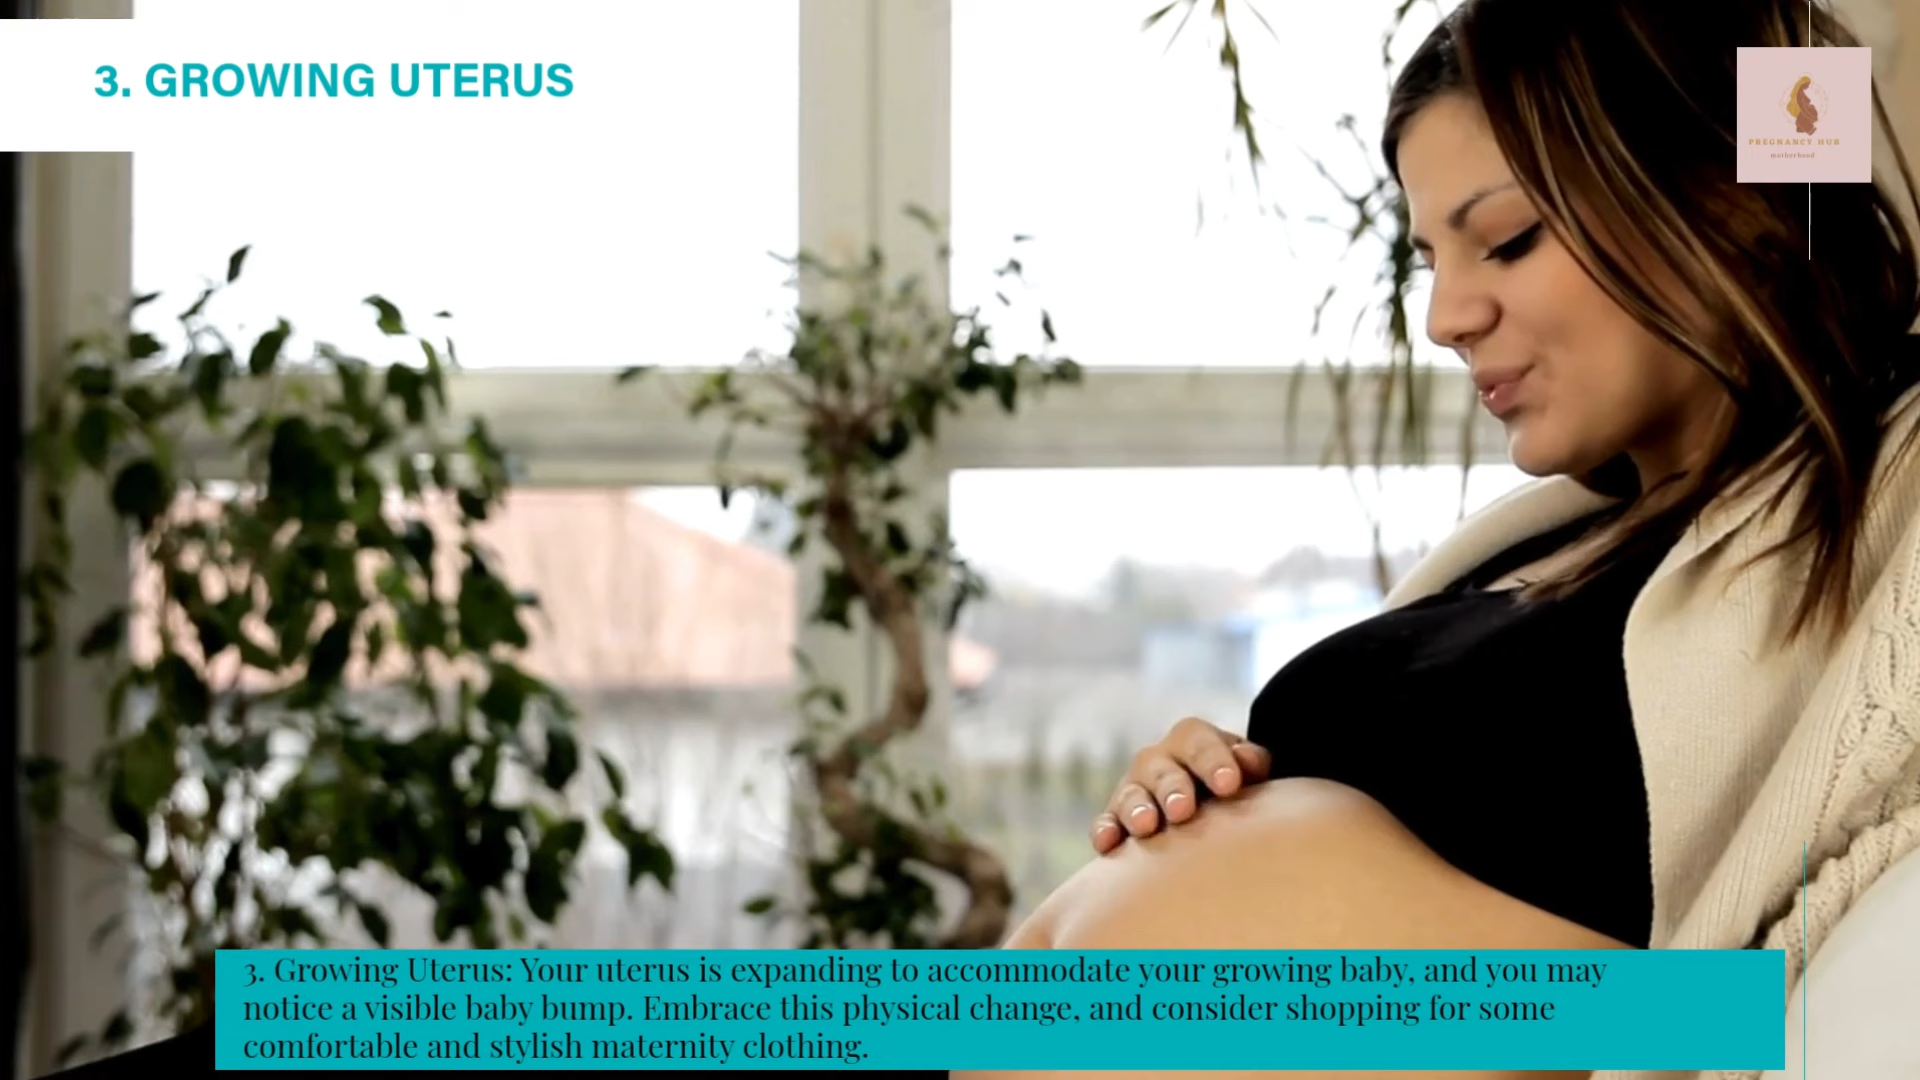 3. GROWING UTERUS
PREGNANCY HUB
motherhood
3. Growing Uterus: Your uterus is expanding to accommodate your growing baby, and you may
notice a visible baby bump. Embrace this physical change, and consider shopping for some
comfortable and stylish maternity clothing.